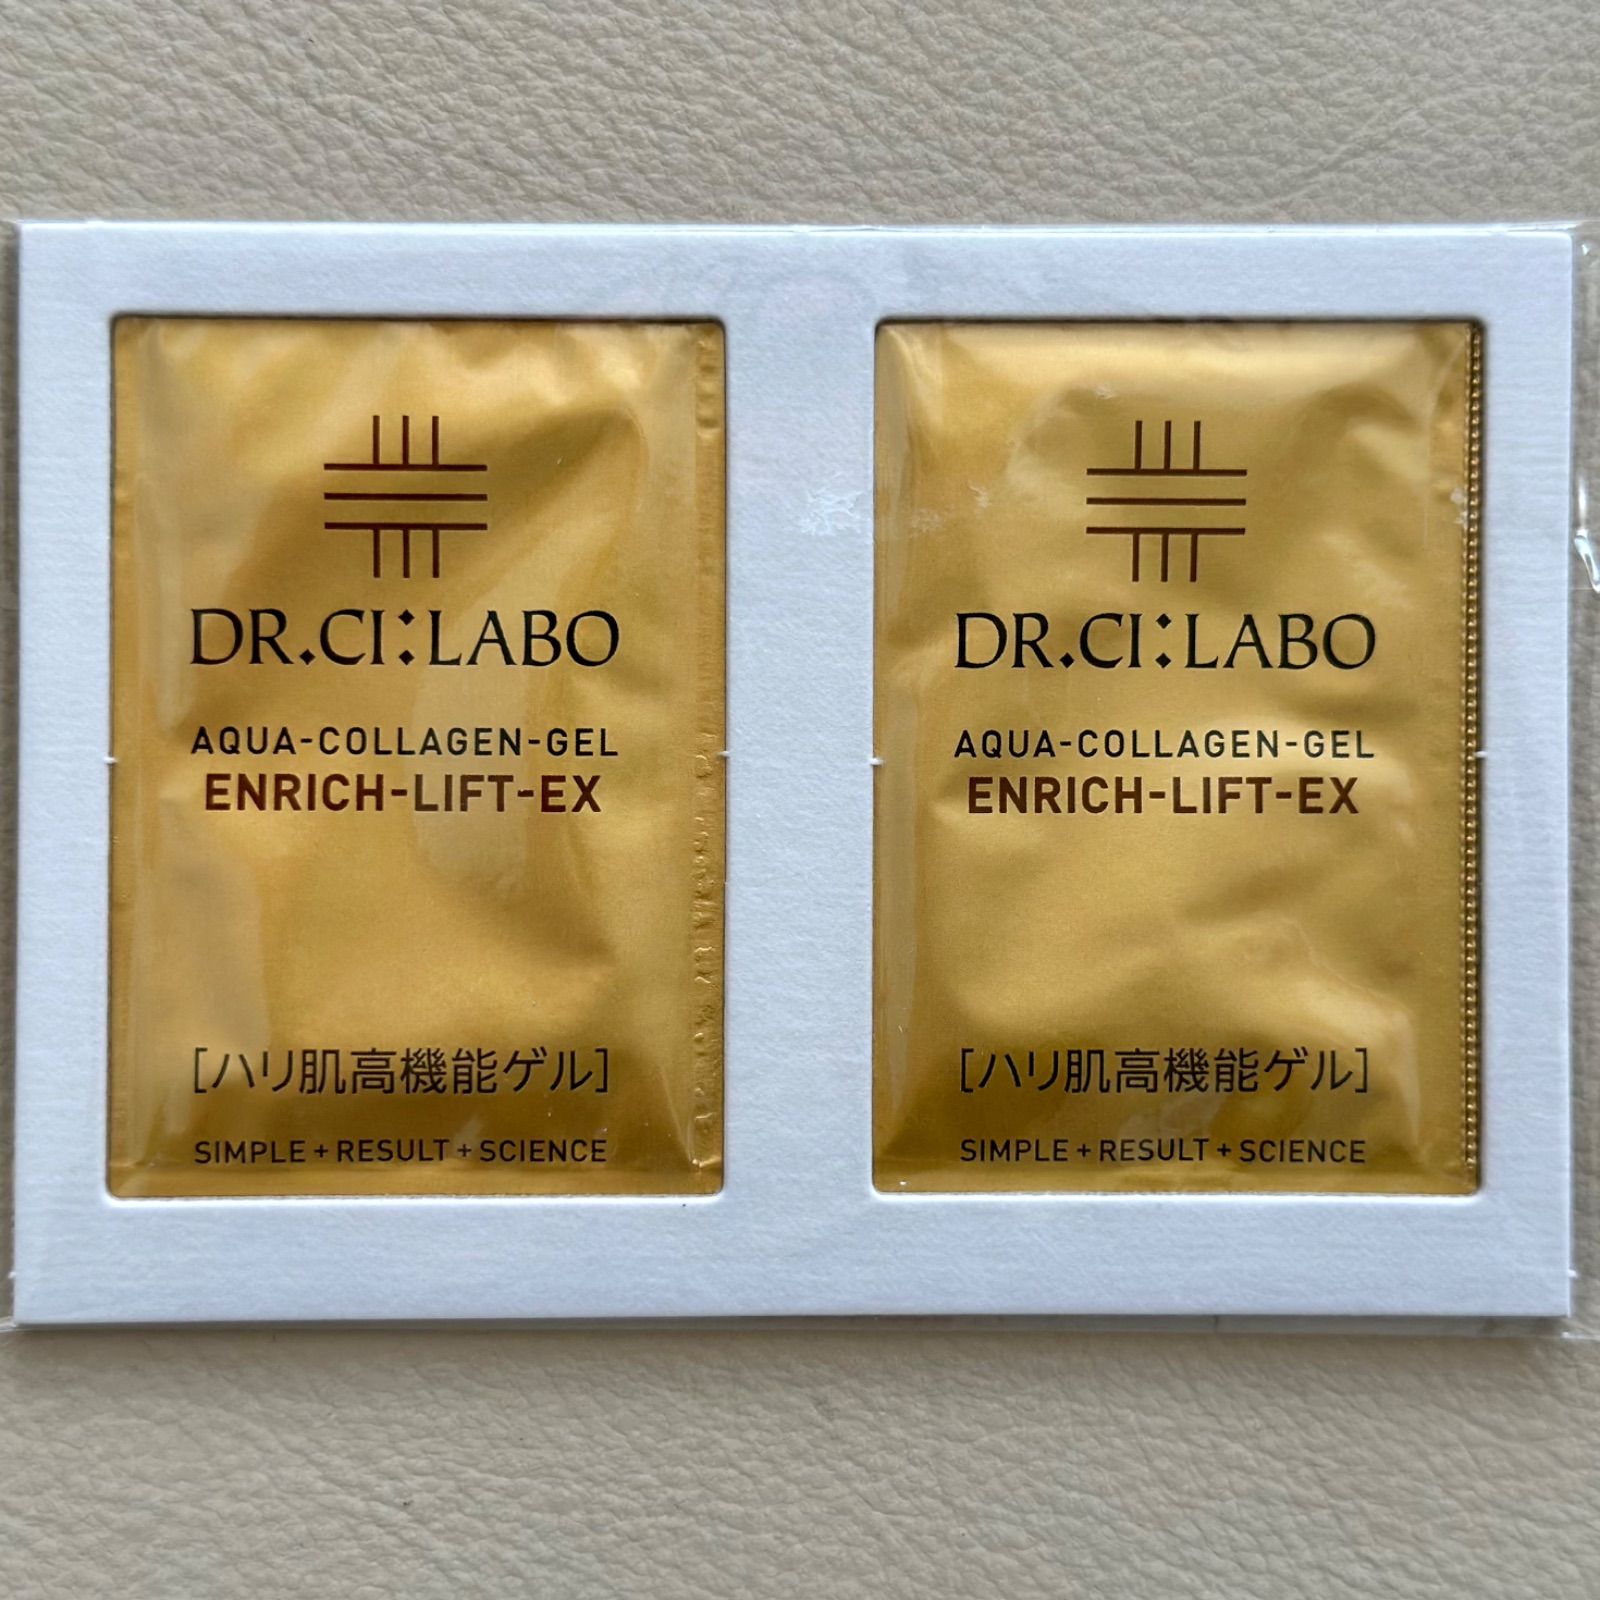 DR.CI:LABO
AQUA-COLLAGEN-GEL
ENRICH-LIFT-EX
[ハリ肌高機能ゲル]
SIMPLE+RESULT+SCIENCE
DR.CI:LABO
AQUA-COLLAGEN-GEL
ENRICH-LIFT-EX
[ハリ肌高機能ゲル]
SIMPLE+RESULT+SCIENCE